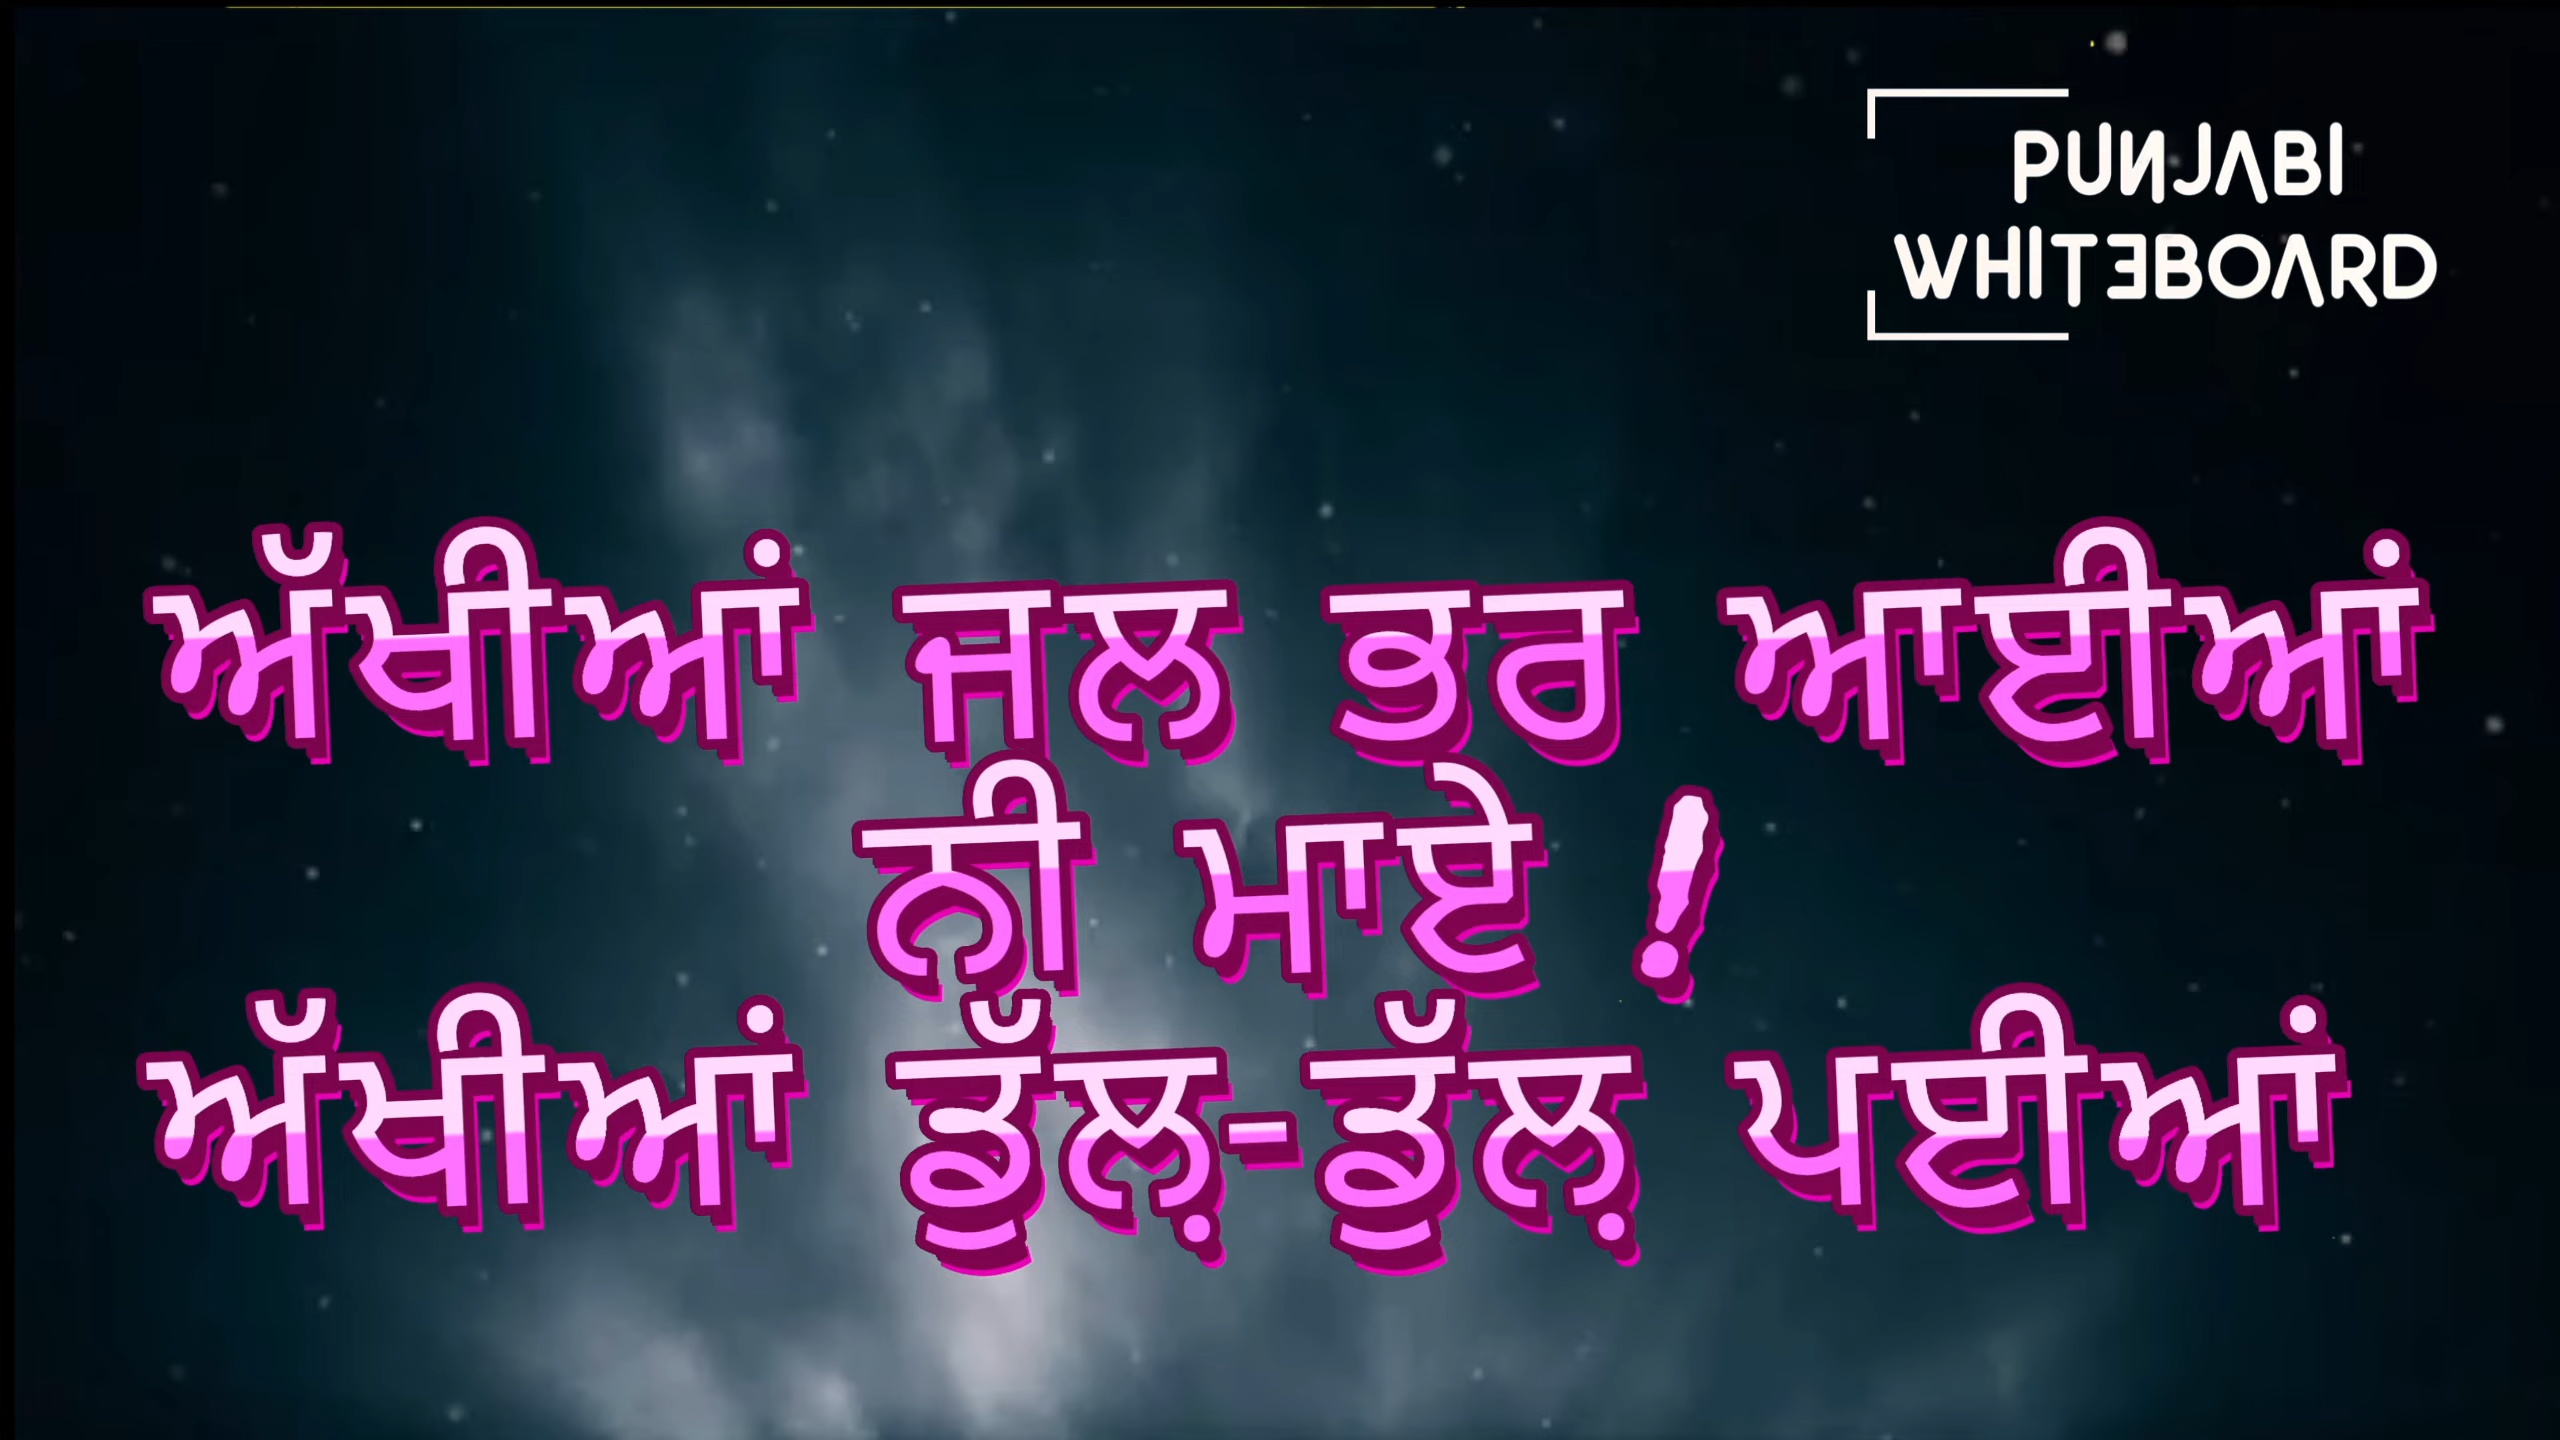 PUNJABI
WHITEBOARD
ਅੱਖੀਆਂ ਜਲ ਭਰ ਆਈਆਂ
ਨੀ ਮਾਏ !
ਅੱਖੀਆਂ ਡੁੱਲ਼-ਡੁੱਲ਼ ਪਈਆਂ